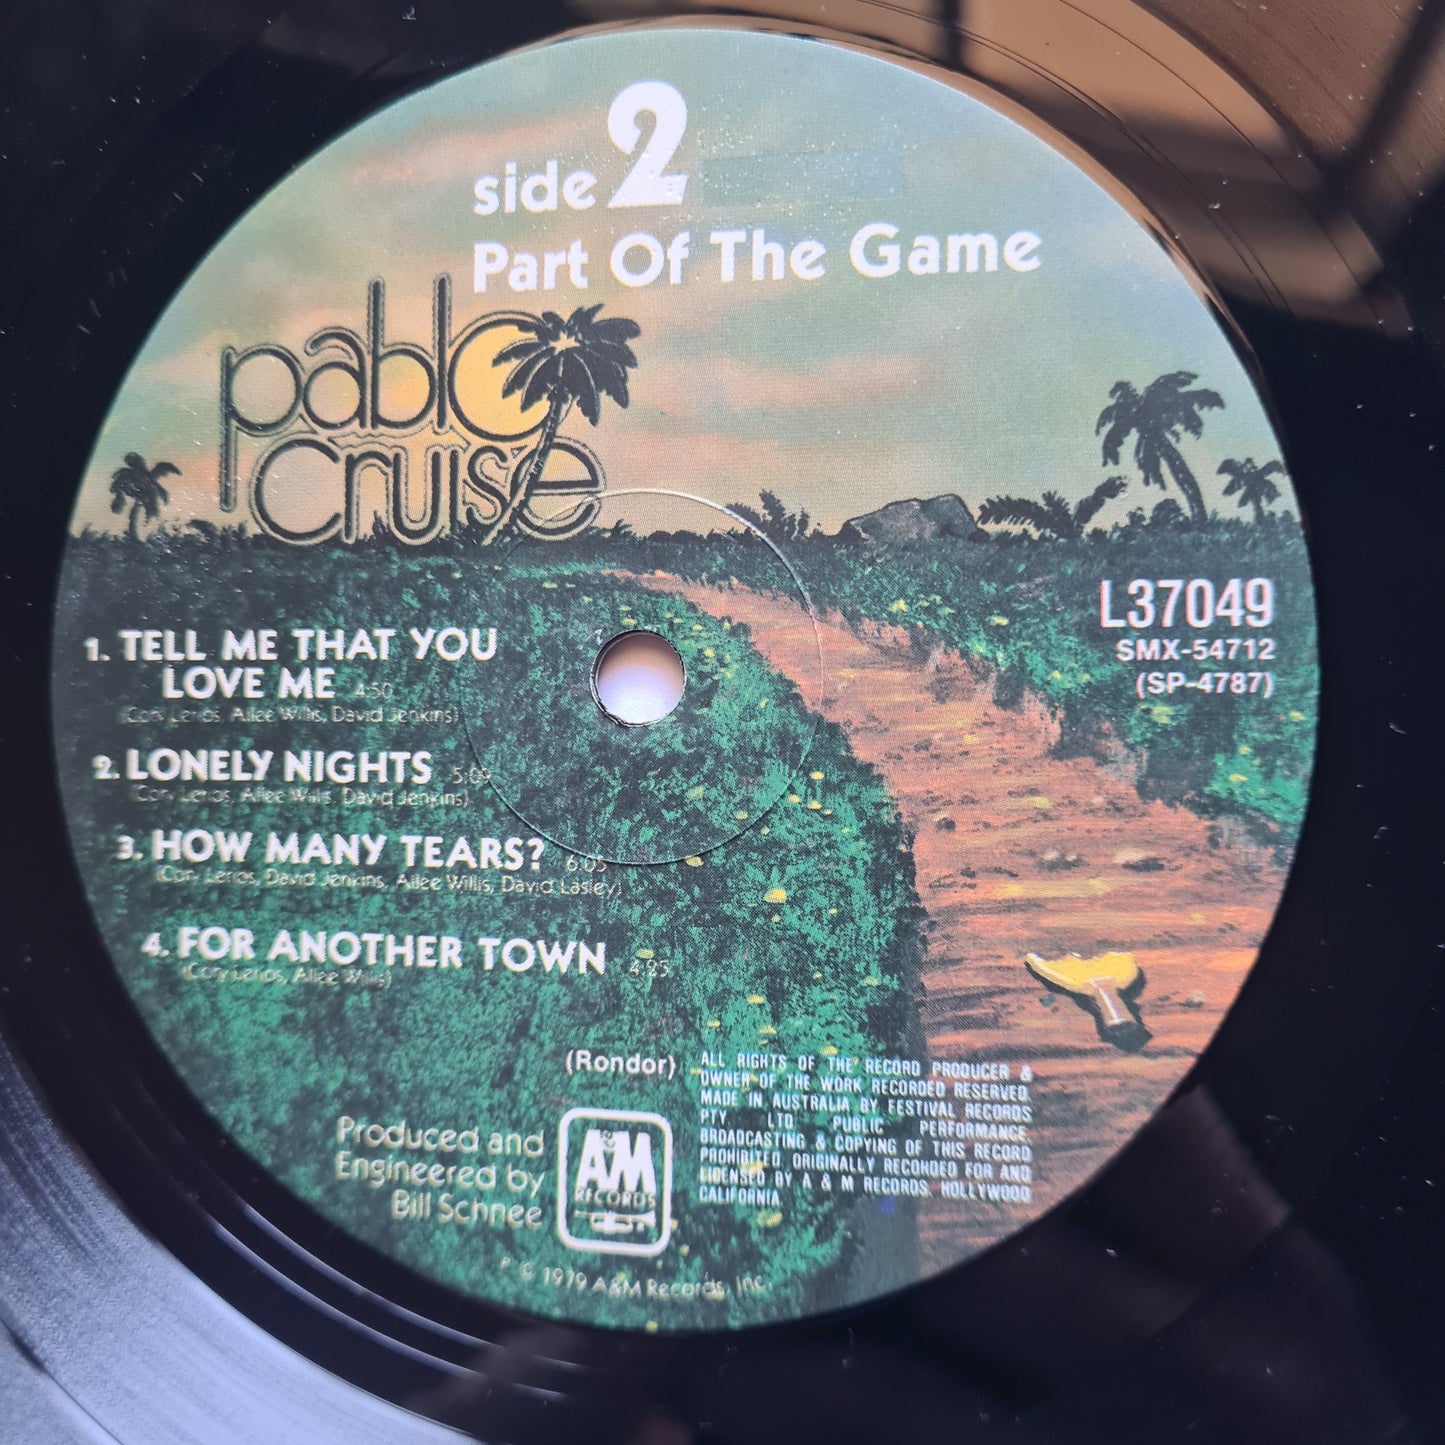 side 2
Part Of The Game
pablo
cruise
L37049
SMX-54712
(SP-4787)
1. TELL ME THAT YOU
LOVE ME 4:50
(Cory Lerios, Allee Willis, David Jenkins)
2. LONELY NIGHTS 5:09
(Cory Lerios, Allee Willis, David Jenkins)
3. HOW MANY TEARS? 6:05
(Cory Lerios, David Jenkins, Allee Willis, David Lasley)
4. FOR ANOTHER TOWN 4:25
(Cory Lerios, Allee Willis)
(Rondor)
ALL RIGHTS OF THE RECORD PRODUCER &
OWNER OF THE WORK RECORDED RESERVED.
MADE IN AUSTRALIA BY FESTIVAL RECORDS
PTY. LTD. PUBLIC PERFORMANCE,
BROADCASTING & COPYING OF THIS RECORD
PROHIBITED. ORIGINALLY RECORDED FOR AND
LICENSED BY A & M RECORDS, HOLLYWOOD
CALIFORNIA
Produced and
Engineered by
Bill Schnee
A&M
RECORDS
P C 1979 A&M Records, Inc.